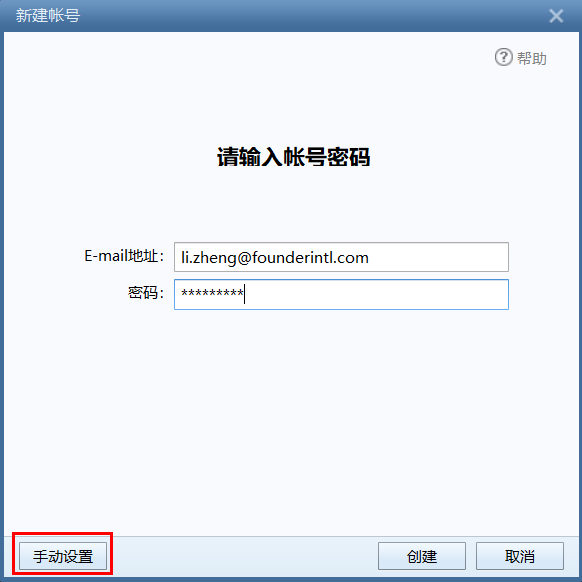 新建帐号
? 帮助
请输入帐号密码
E-mail地址: li.zheng@founderintl.com
密码: *********
手动设置 创建 取消